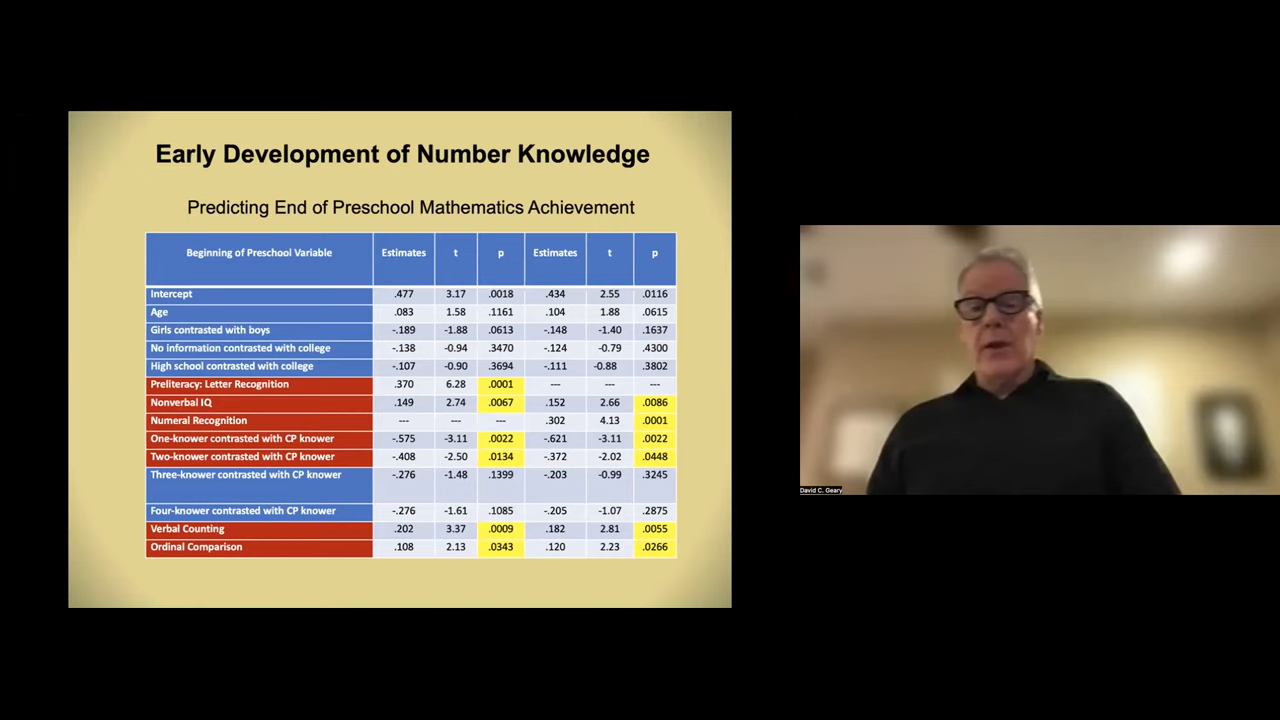 Early Development of Number Knowledge
Predicting End of Preschool Mathematics Achievement
Beginning of Preschool Variable Estimates t p Estimates t p
Intercept .477 3.17 .0018 .434 2.55 .0116
Age .083 1.58 .1161 .104 1.88 .0615
Girls contrasted with boys -.189 -1.88 .0613 -.148 -1.40 .1637
No information contrasted with college -.138 -0.94 .3470 -.124 -0.79 .4300
High school contrasted with college -.107 -0.90 .3694 -.111 -0.88 .3802
Preliteracy: Letter Recognition .370 6.28 .0001 --- --- ---
Nonverbal IQ .149 2.74 .0067 .152 2.66 .0086
Numeral Recognition --- --- --- .302 4.13 .0001
One-knower contrasted with CP knower -.575 -3.11 .0022 -.621 -3.11 .0022
Two-knower contrasted with CP knower -.408 -2.50 .0134 -.372 -2.02 .0448
Three-knower contrasted with CP knower -.276 -1.48 .1399 -.203 -0.99 .3245
Four-knower contrasted with CP knower -.276 -1.61 .1085 -.205 -1.07 .2875
Verbal Counting .202 3.37 .0009 .182 2.81 .0055
Ordinal Comparison .108 2.13 .0343 .120 2.23 .0266
David C. Geary